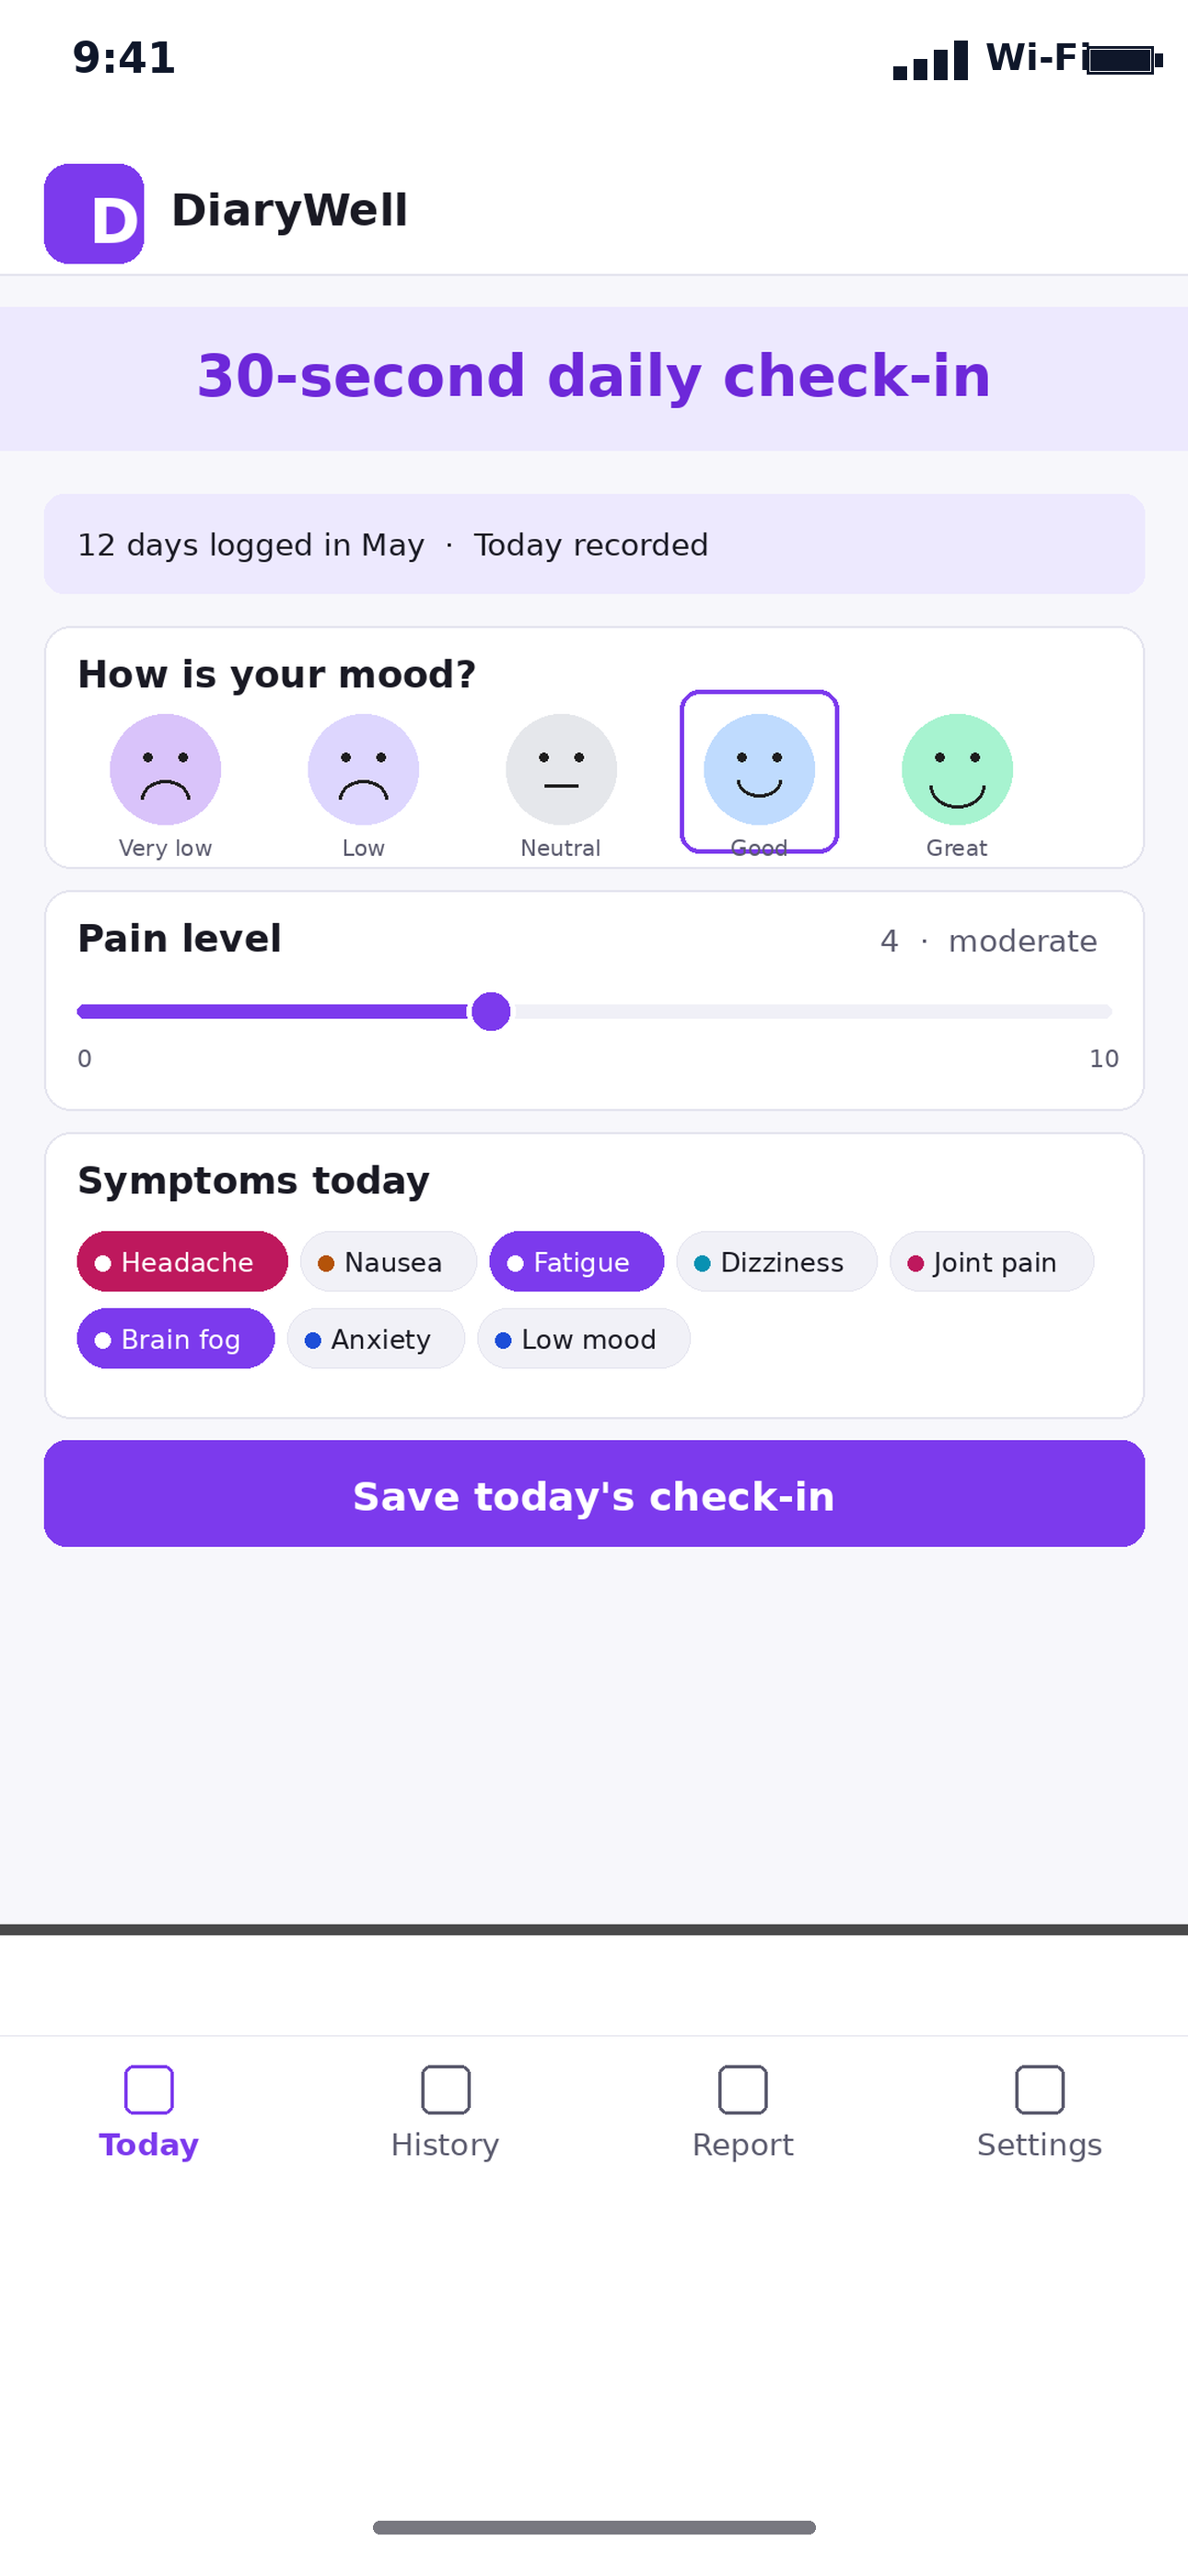 9:41 Wi-Fi
D DiaryWell
30-second daily check-in
12 days logged in May · Today recorded
How is your mood?
Very low Low Neutral Good Great
Pain level 4 · moderate
0 10
Symptoms today
Headache Nausea Fatigue Dizziness Joint pain
Brain fog Anxiety Low mood
Save today's check-in
Today History Report Settings